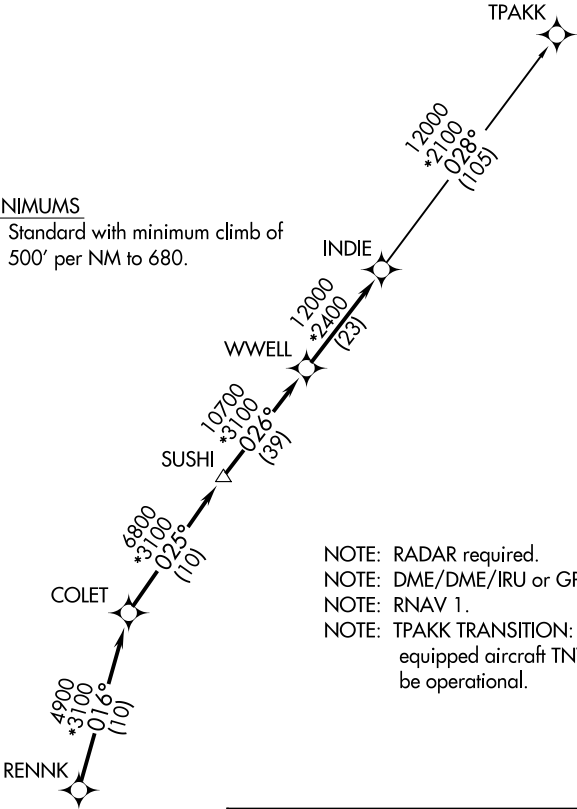 TPAKK
12000
*2100
028°
(105)
NIMUMS
Standard with minimum climb of
500' per NM to 680.
INDIE
12000
*2400
(23)
WWELL
10700
*3100
026°
(39)
SUSHI
6800
*3100
025°
(10)
NOTE: RADAR required.
NOTE: DME/DME/IRU or
NOTE: RNAV 1.
NOTE: TPAKK TRANSITION:
equipped aircraft
be operational.
COLET
4900
*3100
016°
(10)
RENNK